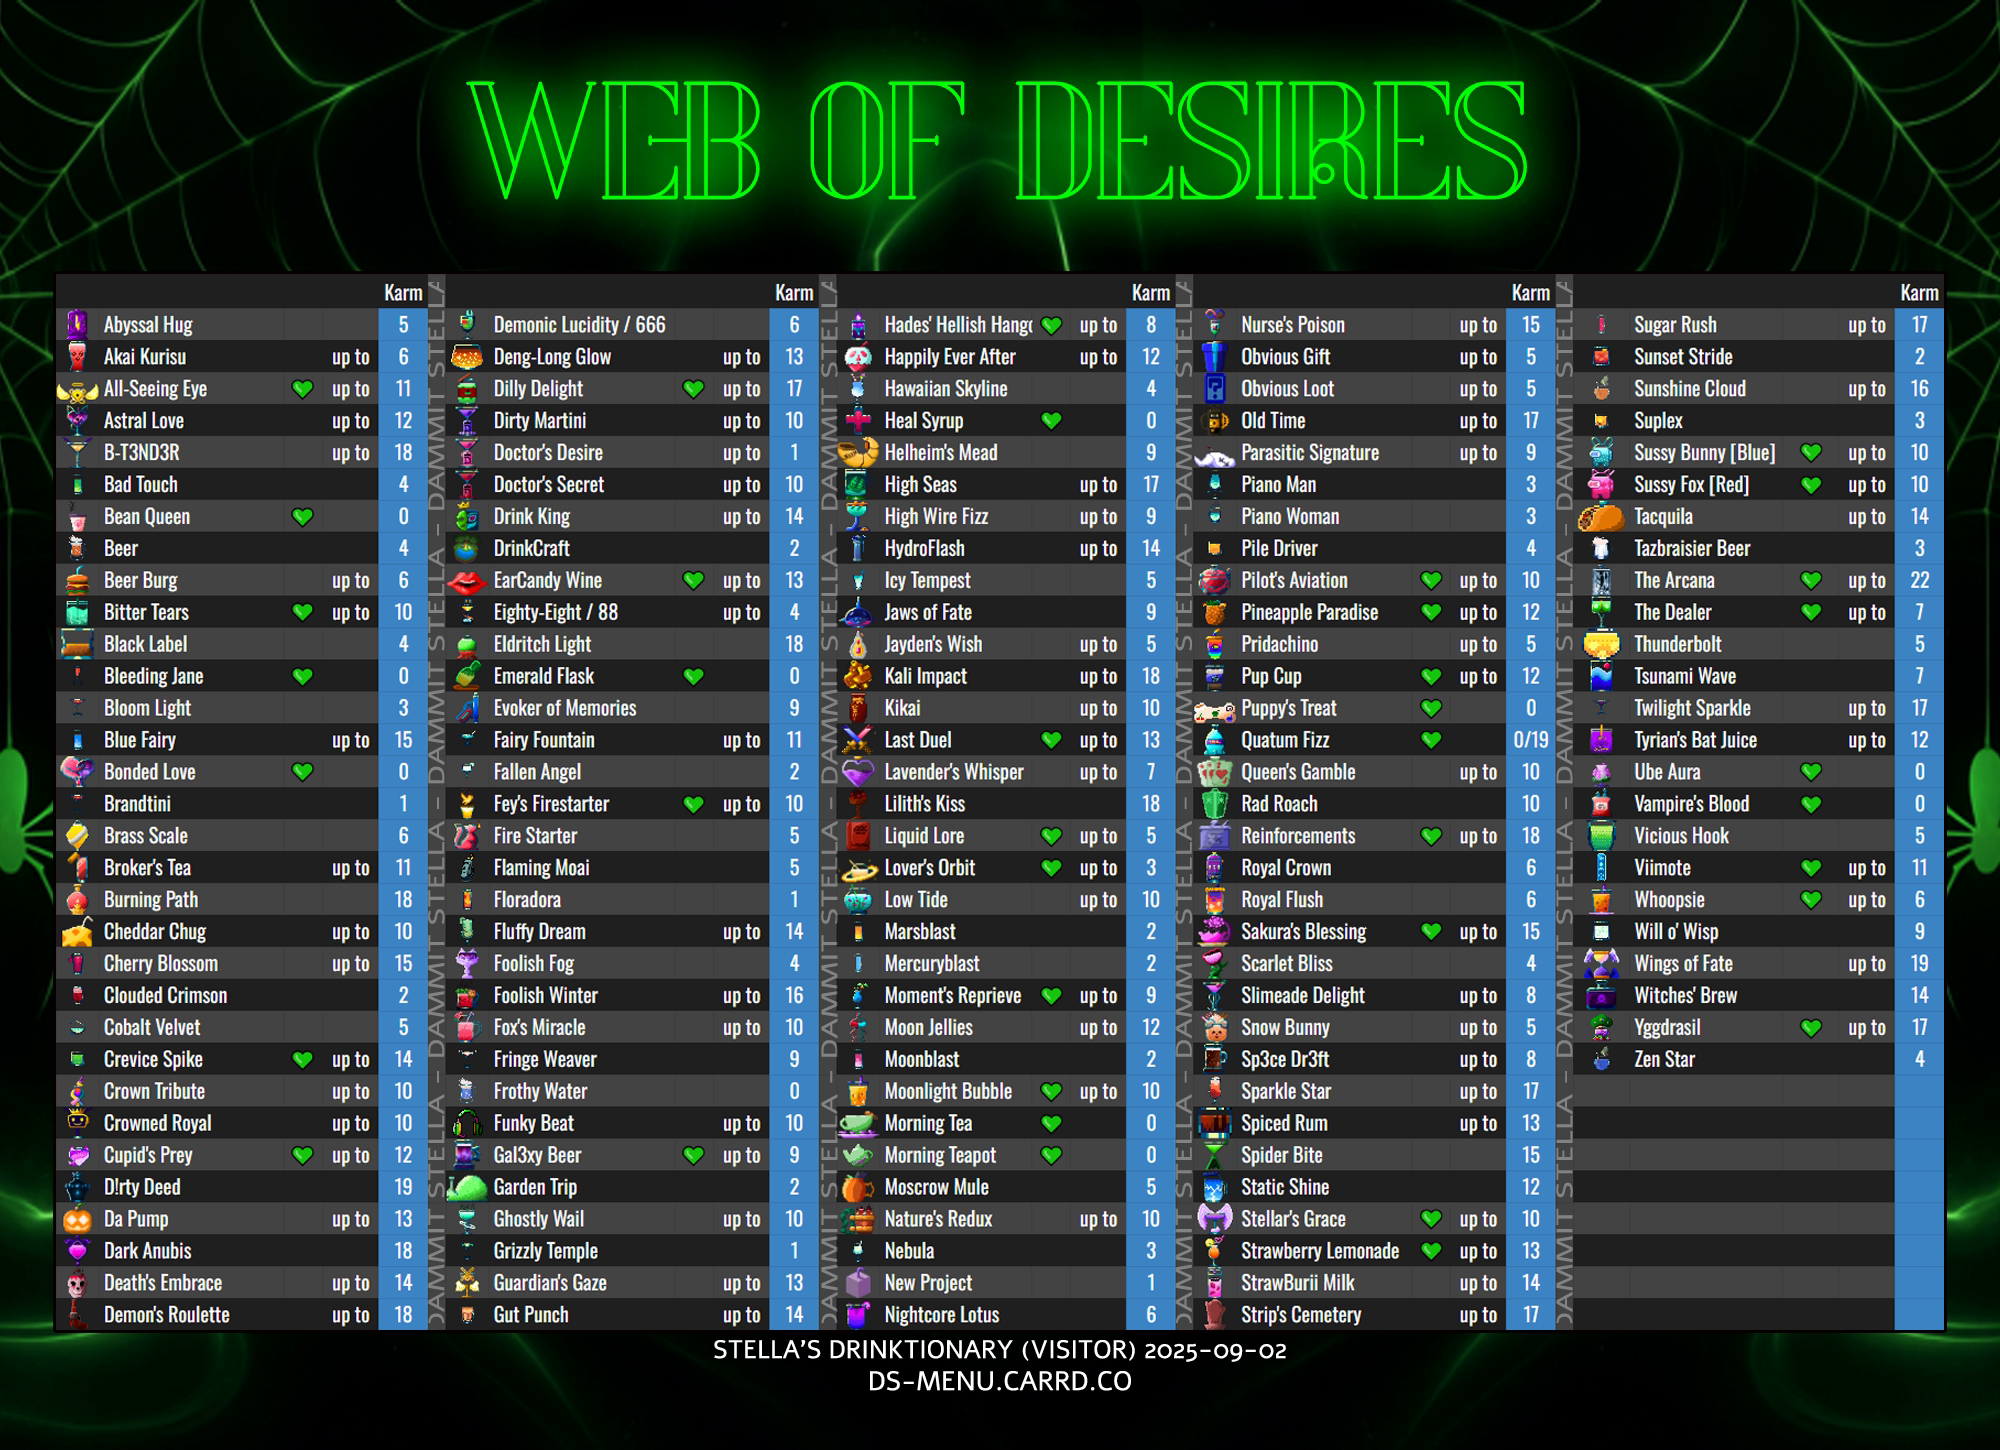 WEB OF DESIRES
Karm
Abyssal Hug 5
Akai Kurisu up to 6
All-Seeing Eye up to 11
Astral Love up to 12
B-T3ND3R up to 18
Bad Touch 4
Bean Queen 0
Beer 4
Beer Burg up to 6
Bitter Tears up to 10
Black Label 4
Bleeding Jane 0
Bloom Light 3
Blue Fairy up to 15
Bonded Love 0
Brandtini 1
Brass Scale 6
Broker's Tea up to 11
Burning Path 18
Cheddar Chug up to 10
Cherry Blossom up to 15
Clouded Crimson 2
Cobalt Velvet 5
Crevice Spike up to 14
Crown Tribute up to 10
Crowned Royal up to 10
Cupid's Prey up to 12
D!rty Deed 19
Da Pump up to 13
Dark Anubis 18
Death's Embrace up to 14
Demon's Roulette up to 18
STELLA - DAMMIT STELLA - DAMMIT STELLA - DAMMIT
Karm
Demonic Lucidity / 666 6
Deng-Long Glow up to 13
Dilly Delight up to 17
Dirty Martini up to 10
Doctor's Desire up to 1
Doctor's Secret up to 10
Drink King up to 14
DrinkCraft 2
EarCandy Wine up to 13
Eighty-Eight / 88 up to 4
Eldritch Light 18
Emerald Flask 0
Evoker of Memories 9
Fairy Fountain up to 11
Fallen Angel 2
Fey's Firestarter up to 10
Fire Starter 5
Flaming Moai 5
Floradora 1
Fluffy Dream up to 14
Foolish Fog 4
Foolish Winter up to 16
Fox's Miracle up to 10
Fringe Weaver 9
Frothy Water 0
Funky Beat up to 10
Gal3xy Beer up to 9
Garden Trip 2
Ghostly Wail up to 10
Grizzly Temple 1
Guardian's Gaze up to 13
Gut Punch up to 14
STELLA - DAMMIT STELLA - DAMMIT STELLA - DAMMIT
Karm
Hades' Hellish Hang up to 8
Happily Ever After up to 12
Hawaiian Skyline 4
Heal Syrup 0
Helheim's Mead 9
High Seas up to 17
High Wire Fizz up to 9
HydroFlash up to 14
Icy Tempest 5
Jaws of Fate 9
Jayden's Wish up to 5
Kali Impact up to 18
Kikai up to 10
Last Duel up to 13
Lavender's Whisper up to 7
Lilith's Kiss 18
Liquid Lore up to 5
Lover's Orbit up to 3
Low Tide up to 10
Marsblast 2
Mercuryblast 2
Moment's Reprieve up to 9
Moon Jellies up to 12
Moonblast 2
Moonlight Bubble up to 10
Morning Tea 0
Morning Teapot 0
Moscrow Mule 5
Nature's Redux up to 10
Nebula 3
New Project 1
Nightcore Lotus 6
STELLA - DAMMIT STELLA - DAMMIT STELLA - DAMMIT
Karm
Nurse's Poison up to 15
Obvious Gift up to 5
Obvious Loot up to 5
Old Time up to 17
Parasitic Signature up to 9
Piano Man 3
Piano Woman 3
Pile Driver 4
Pilot's Aviation up to 10
Pineapple Paradise up to 12
Pridachino up to 5
Pup Cup up to 12
Puppy's Treat 0
Quatum Fizz 0/19
Queen's Gamble up to 10
Rad Roach 10
Reinforcements up to 18
Royal Crown 6
Royal Flush 6
Sakura's Blessing up to 15
Scarlet Bliss 4
Slimeade Delight up to 8
Snow Bunny up to 5
Sp3ce Dr3ft up to 8
Sparkle Star up to 17
Spiced Rum up to 13
Spider Bite 15
Static Shine 12
Stellar's Grace up to 10
Strawberry Lemonade up to 13
StrawBurii Milk up to 14
Strip's Cemetery up to 17
STELLA - DAMMIT STELLA - DAMMIT STELLA - DAMMIT
Karm
Sugar Rush up to 17
Sunset Stride 2
Sunshine Cloud up to 16
Suplex 3
Sussy Bunny [Blue] up to 10
Sussy Fox [Red] up to 10
Tacquila up to 14
Tazbraisier Beer 3
The Arcana up to 22
The Dealer up to 7
Thunderbolt 5
Tsunami Wave 7
Twilight Sparkle up to 17
Tyrian's Bat Juice up to 12
Ube Aura 0
Vampire's Blood 0
Vicious Hook 5
Viimote up to 11
Whoopsie up to 6
Will o' Wisp 9
Wings of Fate up to 19
Witches' Brew 14
Yggdrasil up to 17
Zen Star 4
STELLA'S DRINKTIONARY (VISITOR) 2025-09-02
DS-MENU.CARRD.CO